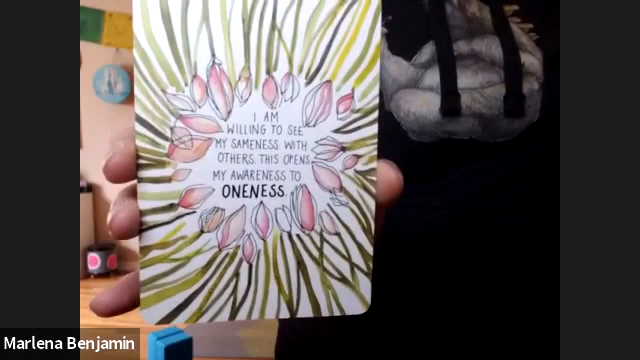 I AM
WILLING TO SEE
MY SAMENESS WITH
OTHERS. THIS OPENS
MY AWARENESS TO
ONENESS.
Marlena Benjamin